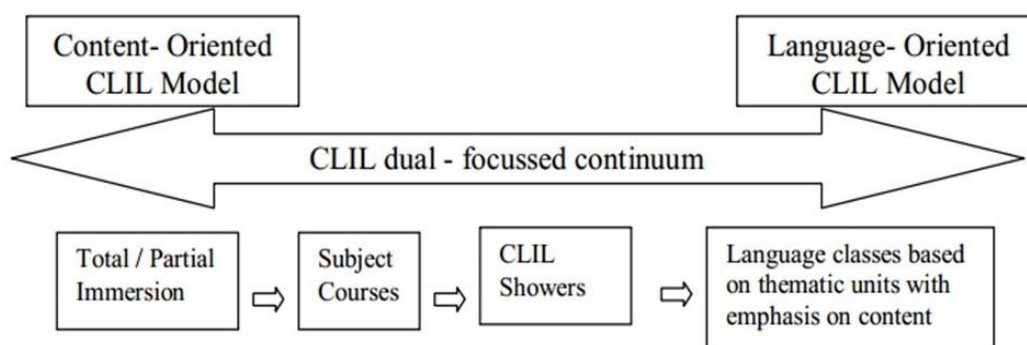 Content- Oriented
CLIL Model
Language- Oriented
CLIL Model
CLIL dual - focussed continuum
Total / Partial
Immersion
Subject
Courses
CLIL
Showers
Language classes based
on thematic units with
emphasis on content